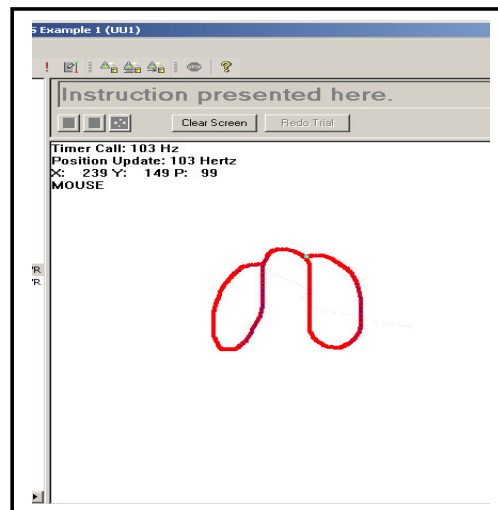 S Example 1 (UU1)
Instruction presented here.
Clear Screen Redo Trial
Timer Call: 103 Hz
Position Update: 103 Hertz
X: 239 Y: 149 P: 99
MOUSE
'R
'R